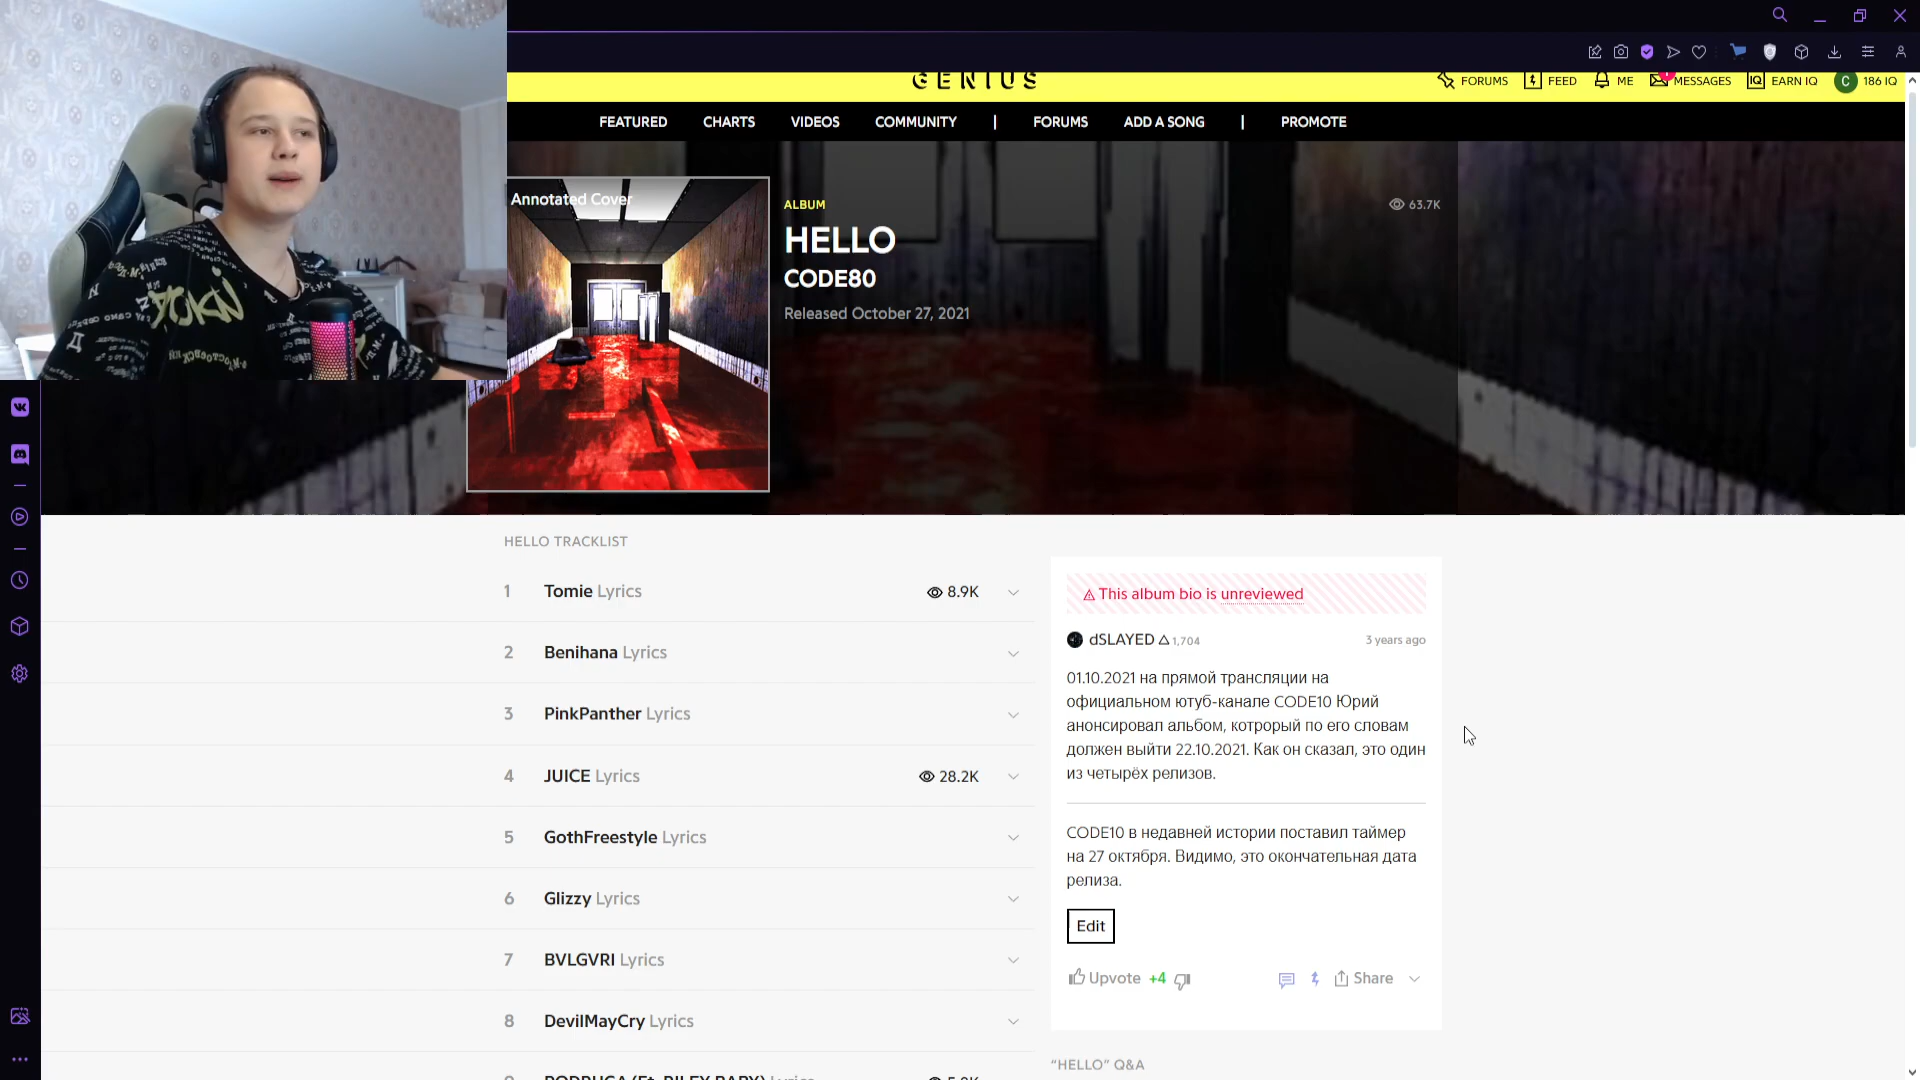 GENIUS
FORUMS
FEED
ME
MESSAGES
IQ EARN IQ
C 186 IQ
FEATURED
CHARTS
VIDEOS
COMMUNITY
|
FORUMS
ADD A SONG
|
PROMOTE
Annotated Cover
ALBUM
63.7K
HELLO
CODE80
Released October 27, 2021
HELLO TRACKLIST
1 Tomie Lyrics 8.9K
2 Benihana Lyrics
3 PinkPanther Lyrics
4 JUICE Lyrics 28.2K
5 GothFreestyle Lyrics
6 Glizzy Lyrics
7 BVLGVRI Lyrics
8 DevilMayCry Lyrics
This album bio is unreviewed
dSLAYED 1,704
3 years ago
01.10.2021 на прямой трансляции на
официальном ютуб-канале CODE10 Юрий
анонсировал альбом, котрорый по его словам
должен выйти 22.10.2021. Как он сказал, это один
из четырёх релизов.
CODE10 в недавней истории поставил таймер
на 27 октября. Видимо, это окончательная дата
релиза.
Edit
Upvote +4
Share
“HELLO” Q&A